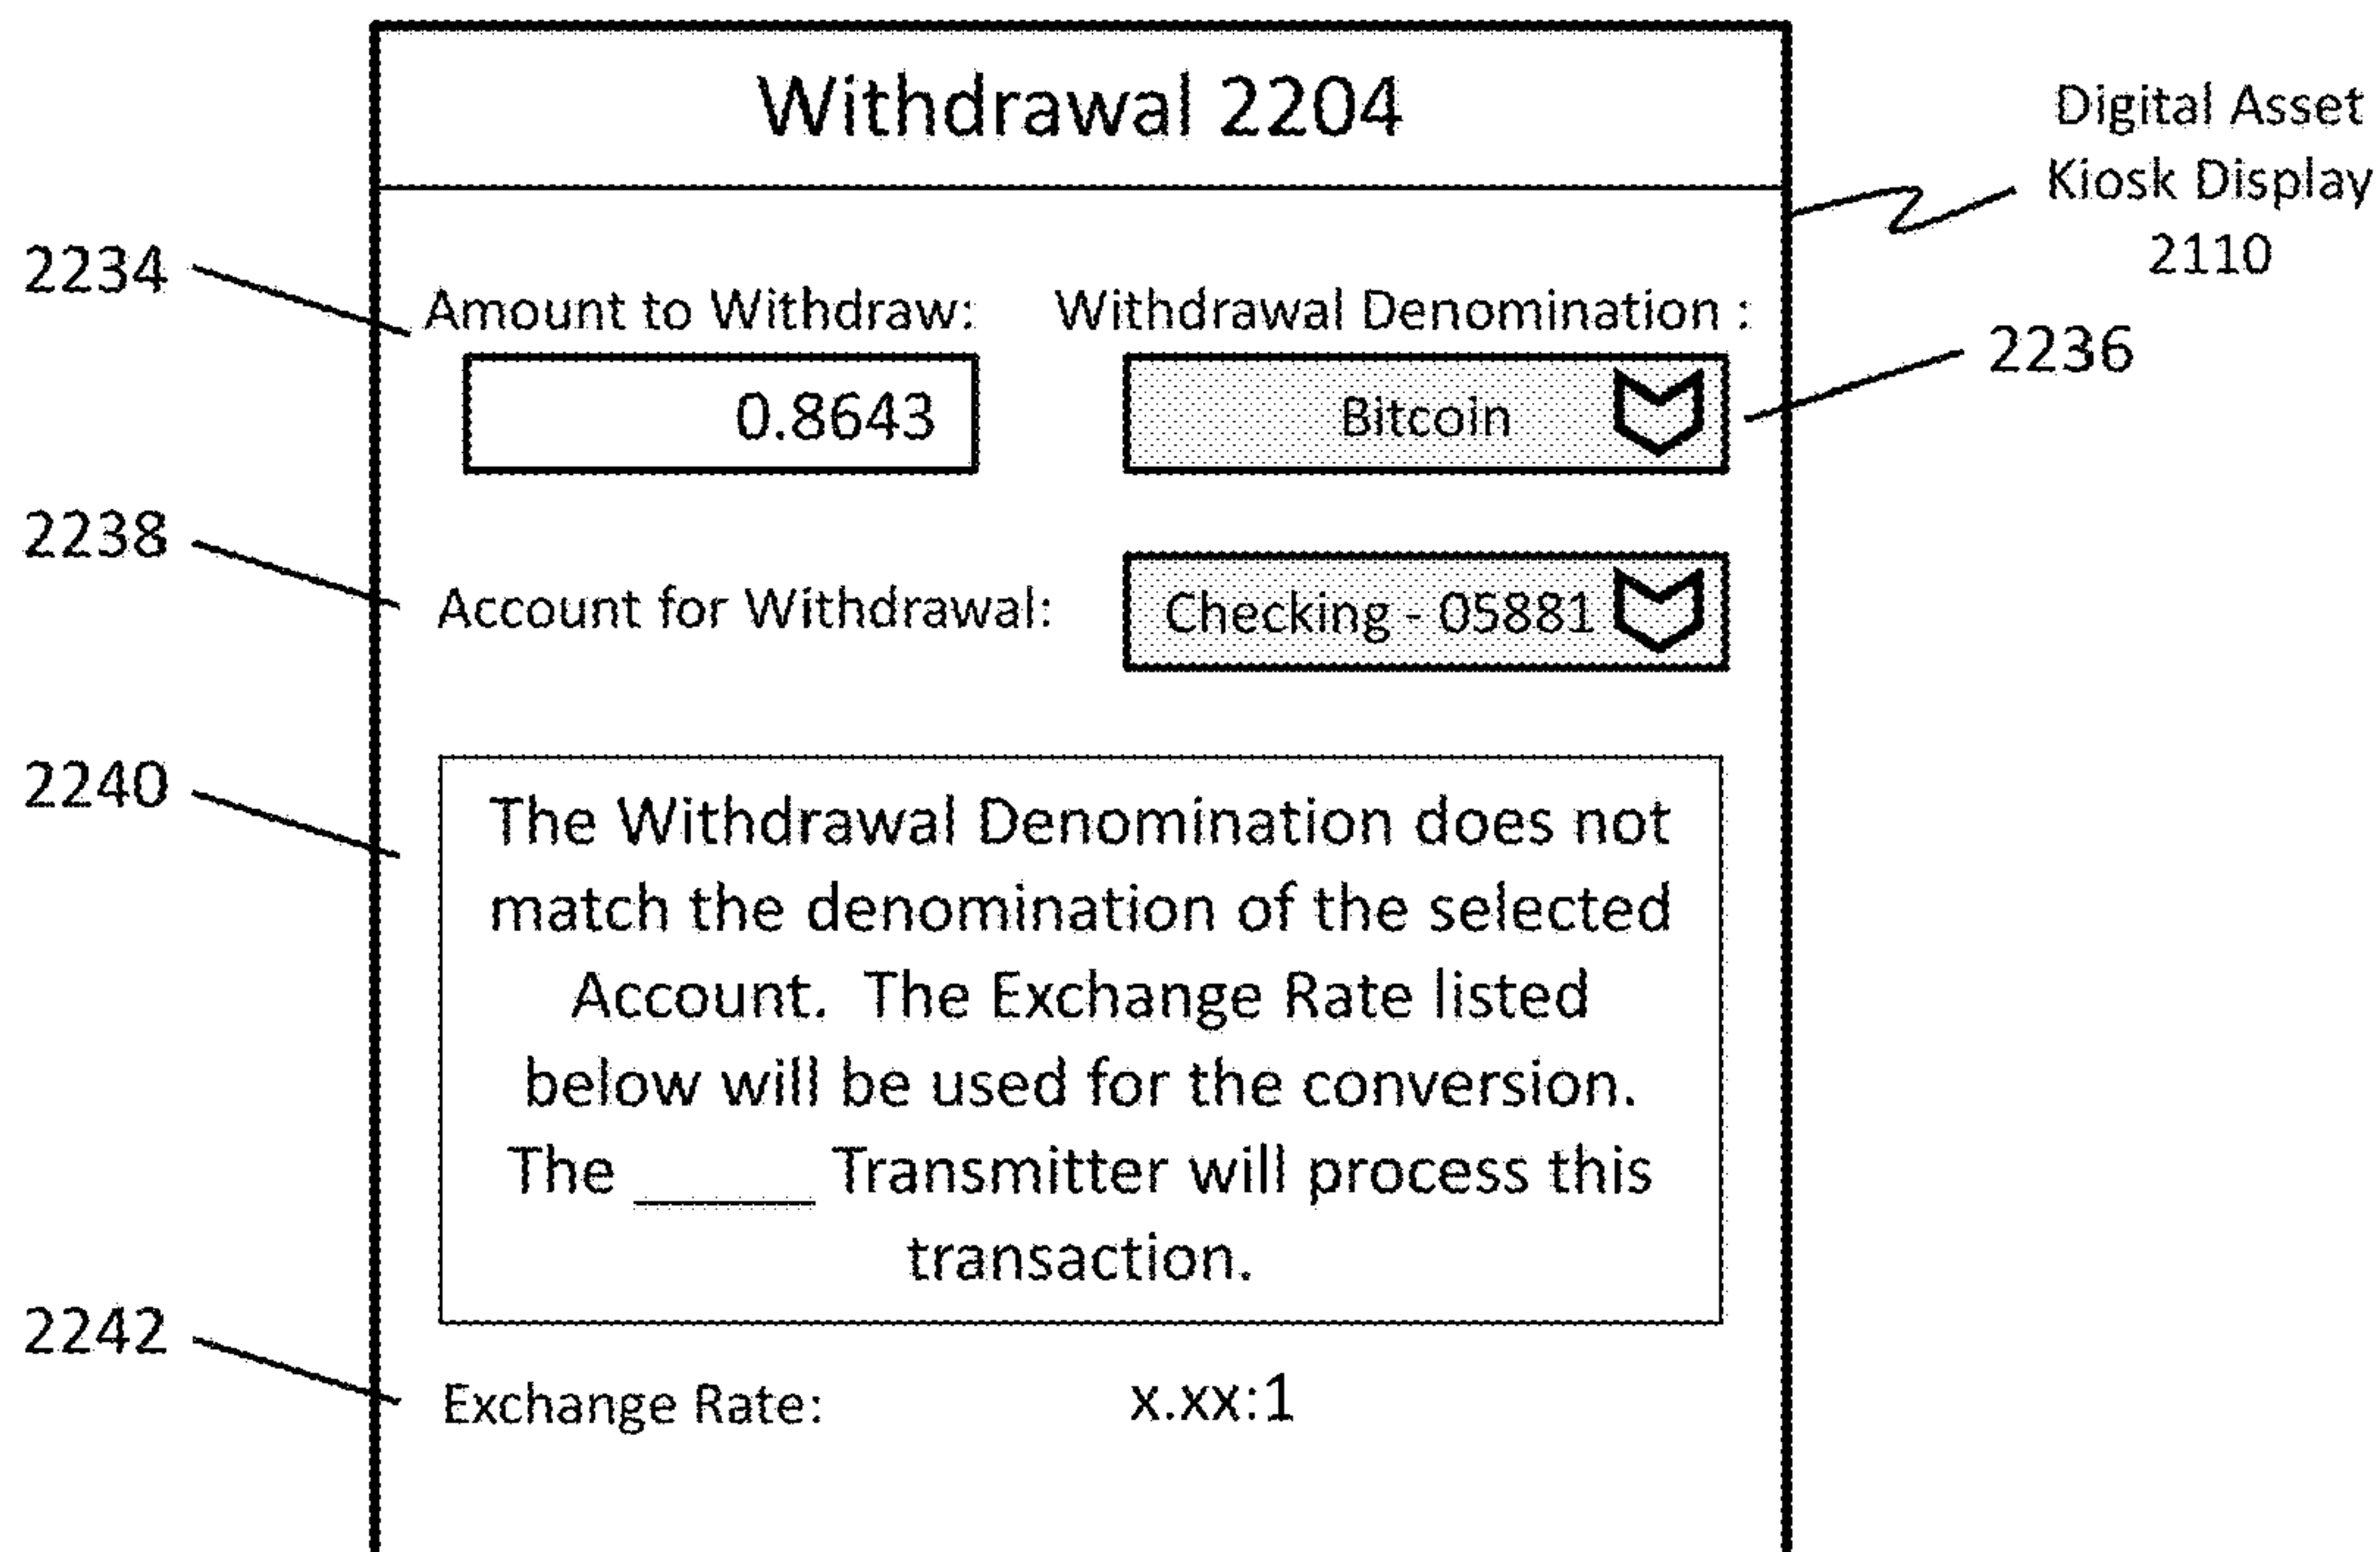 Withdrawal 2204
Digital Asset
Kiosk Display
2110
2234
Amount to Withdraw:
Withdrawal Denomination :
0.8643
Bitcoin
2236
2238
Account for Withdrawal:
Checking - 05881
2240
The Withdrawal Denomination does not
match the denomination of the selected
Account. The Exchange Rate listed
below will be used for the conversion.
The ______ Transmitter will process this
transaction.
2242
Exchange Rate:
x.xx:1